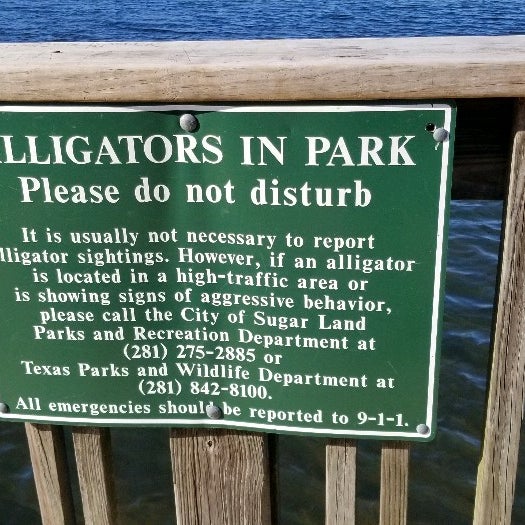 ALLIGATORS IN PARK
Please do not disturb
It is usually not necessary to report
alligator sightings. However, if an alligator
is located in a high-traffic area or
is showing signs of aggressive behavior,
please call the City of Sugar Land
Parks and Recreation Department at
(281) 275-2885 or
Texas Parks and Wildlife Department at
(281) 842-8100.
All emergencies should be reported to 9-1-1.